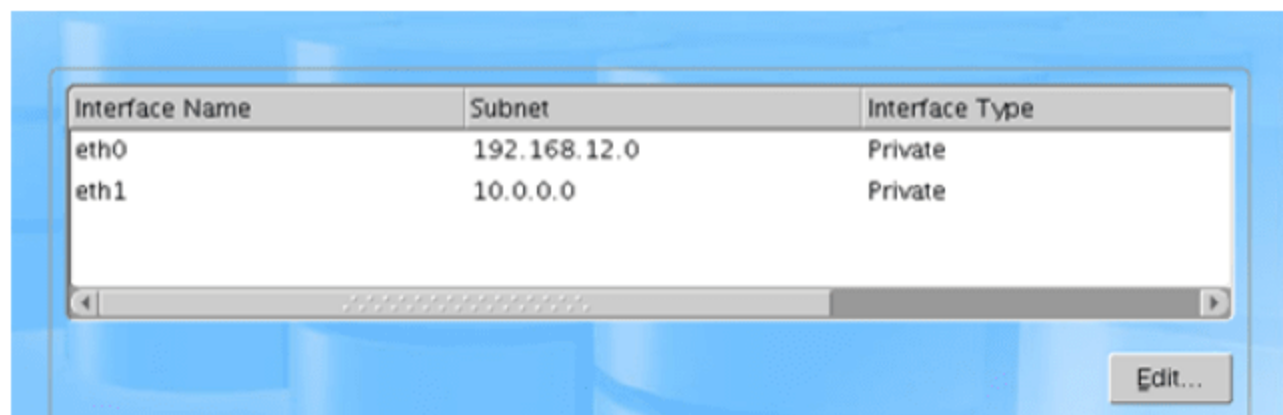 Interface Name Subnet Interface Type
eth0 192.168.12.0 Private
eth1 10.0.0.0 Private
Edit...